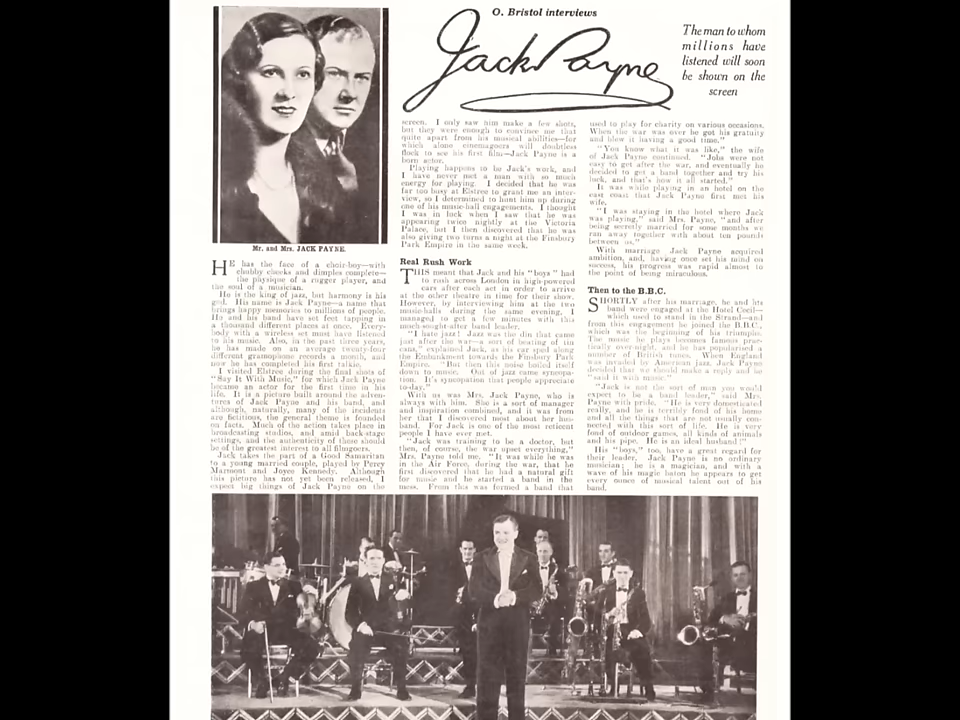 O. Bristol interviews
Jack Payne
The man to whom
millions have
listened will soon
be shown on the
screen
Mr. and Mrs. JACK PAYNE.
HE has the face of a choir-boy—with
chubby cheeks and dimples complete—
the physique of a rugger player, and
the soul of a musician.
He is the king of jazz, but harmony is his
god. His name is Jack Payne—a name that
brings happy memories to millions of people.
He and his band have set feet tapping in
a thousand different places at once. Every-
body with a wireless set must have listened
to his music. Also, in the past three years,
he has made on an average twenty-four
different gramophone records a month, and
now he has completed his first talkie.
I visited Elstree during the final shots of
"Say It With Music," for which Jack Payne
became an actor for the first time in his
life. It is a picture built around the adven-
tures of Jack Payne and his band, and
although, naturally, many of the incidents
are fictitious, the general theme is founded
on facts. Much of the action takes place in
broadcasting studios, and amid back-stage
settings, and the authenticity of these should
be of the greatest interest to all filmgoers.
Jack takes the part of a Good Samaritan
to a young married couple, played by Percy
Marmont and Joyce Kennedy. Although
this picture has not yet been released, I
expect big things of Jack Payne on the
screen. I only saw him make a few shots,
but they were enough to convince me that
quite apart from his musical abilities—for
which alone cinemagoers will doubtless
flock to see his first film—Jack Payne is a
born actor.
Playing happens to be Jack's work, and
I have never met a man with so much
energy for playing. I decided that he was
far too busy at Elstree to grant me an inter-
view, so I determined to hunt him up during
one of his music-hall engagements. I thought
I was in luck when I saw that he was
appearing twice nightly at the Victoria
Palace, but I then discovered that he was
also giving two turns a night at the Finsbury
Park Empire in the same week.
Real Rush Work
THIS meant that Jack and his "boys" had
to rush across London in high-powered
cars after each act in order to arrive
at the other theatre in time for their show.
However, by interviewing him at the two
music-halls during the same evening, I
managed to get a few minutes with this
much-sought-after band leader.
"I hate jazz! Jazz was the din that came
just after the war—a sort of beating of tin
cans," explained Jack, as his car sped along
the Embankment towards the Finsbury Park
Empire. "But then this noise boiled itself
down to music. Out of jazz came syncopa-
tion. It's syncopation that people appreciate
to-day."
With us was Mrs. Jack Payne, who is
always with him. She is a sort of manager
and inspiration combined, and it was from
her that I discovered most about her hus-
band. For Jack is one of the most reticent
people I have ever met.
"Jack was training to be a doctor, but
then, of course, the war upset everything,"
Mrs. Payne told me. "It was while he was
in the Air Force, during the war, that he
first discovered that he had a natural gift
for music and he started a band in the
mess. From this was formed a band that
used to play for charity on various occasions.
When the war was over he got his gratuity
and blew it having a good time."
"You know what it was like," the wife
of Jack Payne continued. "Jobs were not
easy to get after the war, and eventually he
decided to get a band together and try his
luck, and that's how it all started."
It was while playing in an hotel on the
east coast that Jack Payne first met his
wife.
"I was staying in the hotel where Jack
was playing," said Mrs. Payne, "and after
being secretly married for some months we
ran away together with about ten pounds
between us."
With marriage Jack Payne acquired
ambition, and, having once set his mind on
success, his progress was rapid almost to
the point of being miraculous.
Then to the B.B.C.
SHORTLY after his marriage, he and his
band were engaged at the Hotel Cecil—
which used to stand in the Strand—and
from this engagement he joined the B.B.C.,
which was the beginning of his triumphs.
The music he plays becomes famous prac-
tically over-night, and he has popularised a
number of British tunes. When England
was invaded by American jazz, Jack Payne
decided that we should make a reply and he
"said it with music."
"Jack is not the sort of man you would
expect to be a band leader," said Mrs.
Payne with pride. "He is very domesticated
really, and he is terribly fond of his home
and all the things that are not usually con-
nected with this sort of life. He is very
fond of outdoor games, all kinds of animals
and his pipe. He is an ideal husband!"
His "boys," too, have a great regard for
their leader. Jack Payne is no ordinary
musician; he is a magician, and with a
wave of his magic baton he appears to get
every ounce of musical talent out of his
band.